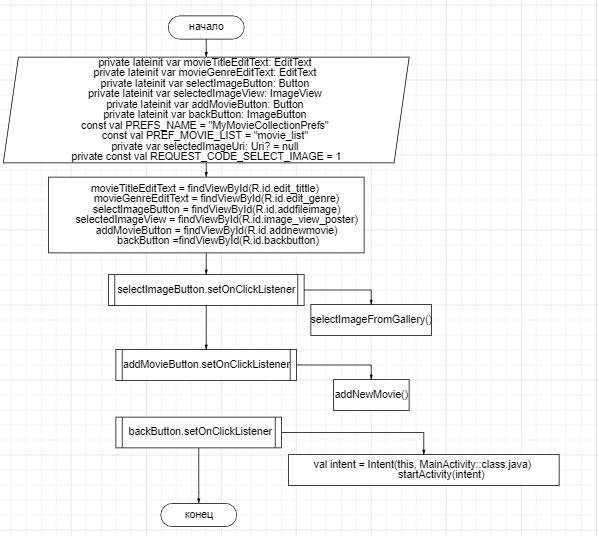 начало
private lateinit var movieTitleEditText: EditText
private lateinit var movieGenreEditText: EditText
private lateinit var selectImageButton: Button
private lateinit var selectedImageView: ImageView
private lateinit var addMovieButton: Button
private lateinit var backButton: ImageButton
const val PREFS_NAME = "MyMovieCollectionPrefs"
const val PREF_MOVIE_LIST = "movie_list"
private var selectedImageUri: Uri? = null
private const val REQUEST_CODE_SELECT_IMAGE = 1
movieTitleEditText = findViewById(R.id.edit_tittle)
movieGenreEditText = findViewById(R.id.edit_genre)
selectImageButton = findViewById(R.id.addfileimage)
selectedImageView = findViewById(R.id.image_view_poster)
addMovieButton = findViewById(R.id.addnewmovie)
backButton =findViewById(R.id.backbutton)
selectImageButton.setOnClickListener
selectImageFromGallery()
addMovieButton.setOnClickListener
addNewMovie()
backButton.setOnClickListener
val intent = Intent(this, MainActivity::class.java)
startActivity(intent)
конец